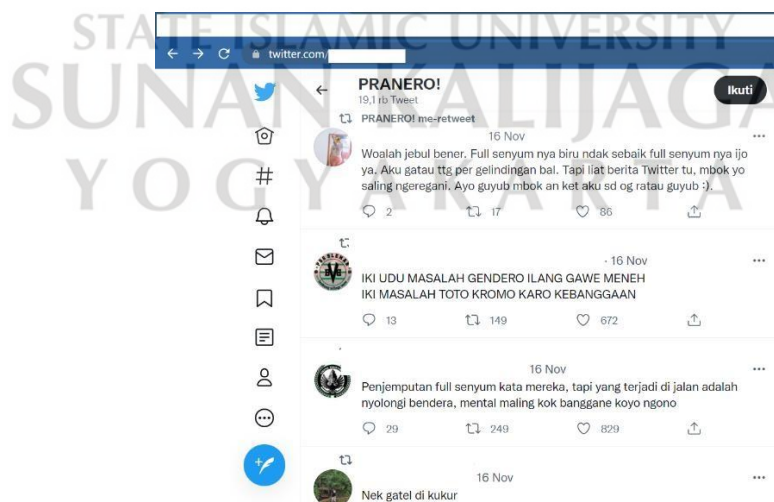 STATE ISLAMIC UNIVERSITY
SUNAN KALIJAGA
YOGYAKARTA
twitter.com/
PRANERO!
19,1 rb Tweet
Ikuti
PRANERO! me-retweet
16 Nov
Woalah jebul bener. Full senyum nya biru ndak sebaik full senyum nya ijo
ya. Aku gatau ttg per gelindingan bal. Tapi liat berita Twitter tu, mbok yo
saling ngeregani. Ayo guyub mbok an ket aku sd og ratau guyub :).
2 17 86
· 16 Nov
IKI UDU MASALAH GENDERO ILANG GAWE MENEH
IKI MASALAH TOTO KROMO KARO KEBANGGAAN
13 149 672
16 Nov
Penjemputan full senyum kata mereka, tapi yang terjadi di jalan adalah
nyolongi bendera, mental maling kok banggane koyo ngono
29 249 829
16 Nov
Nek gatel di kukur